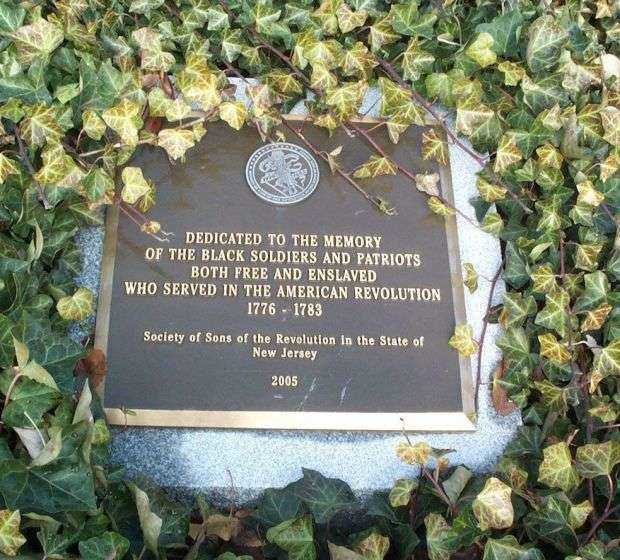 DEDICATED TO THE MEMORY
OF THE BLACK SOLDIERS AND PATRIOTS
BOTH FREE AND ENSLAVED
WHO SERVED IN THE AMERICAN REVOLUTION
1776 - 1783
Society of Sons of the Revolution in the State of
New Jersey
2005